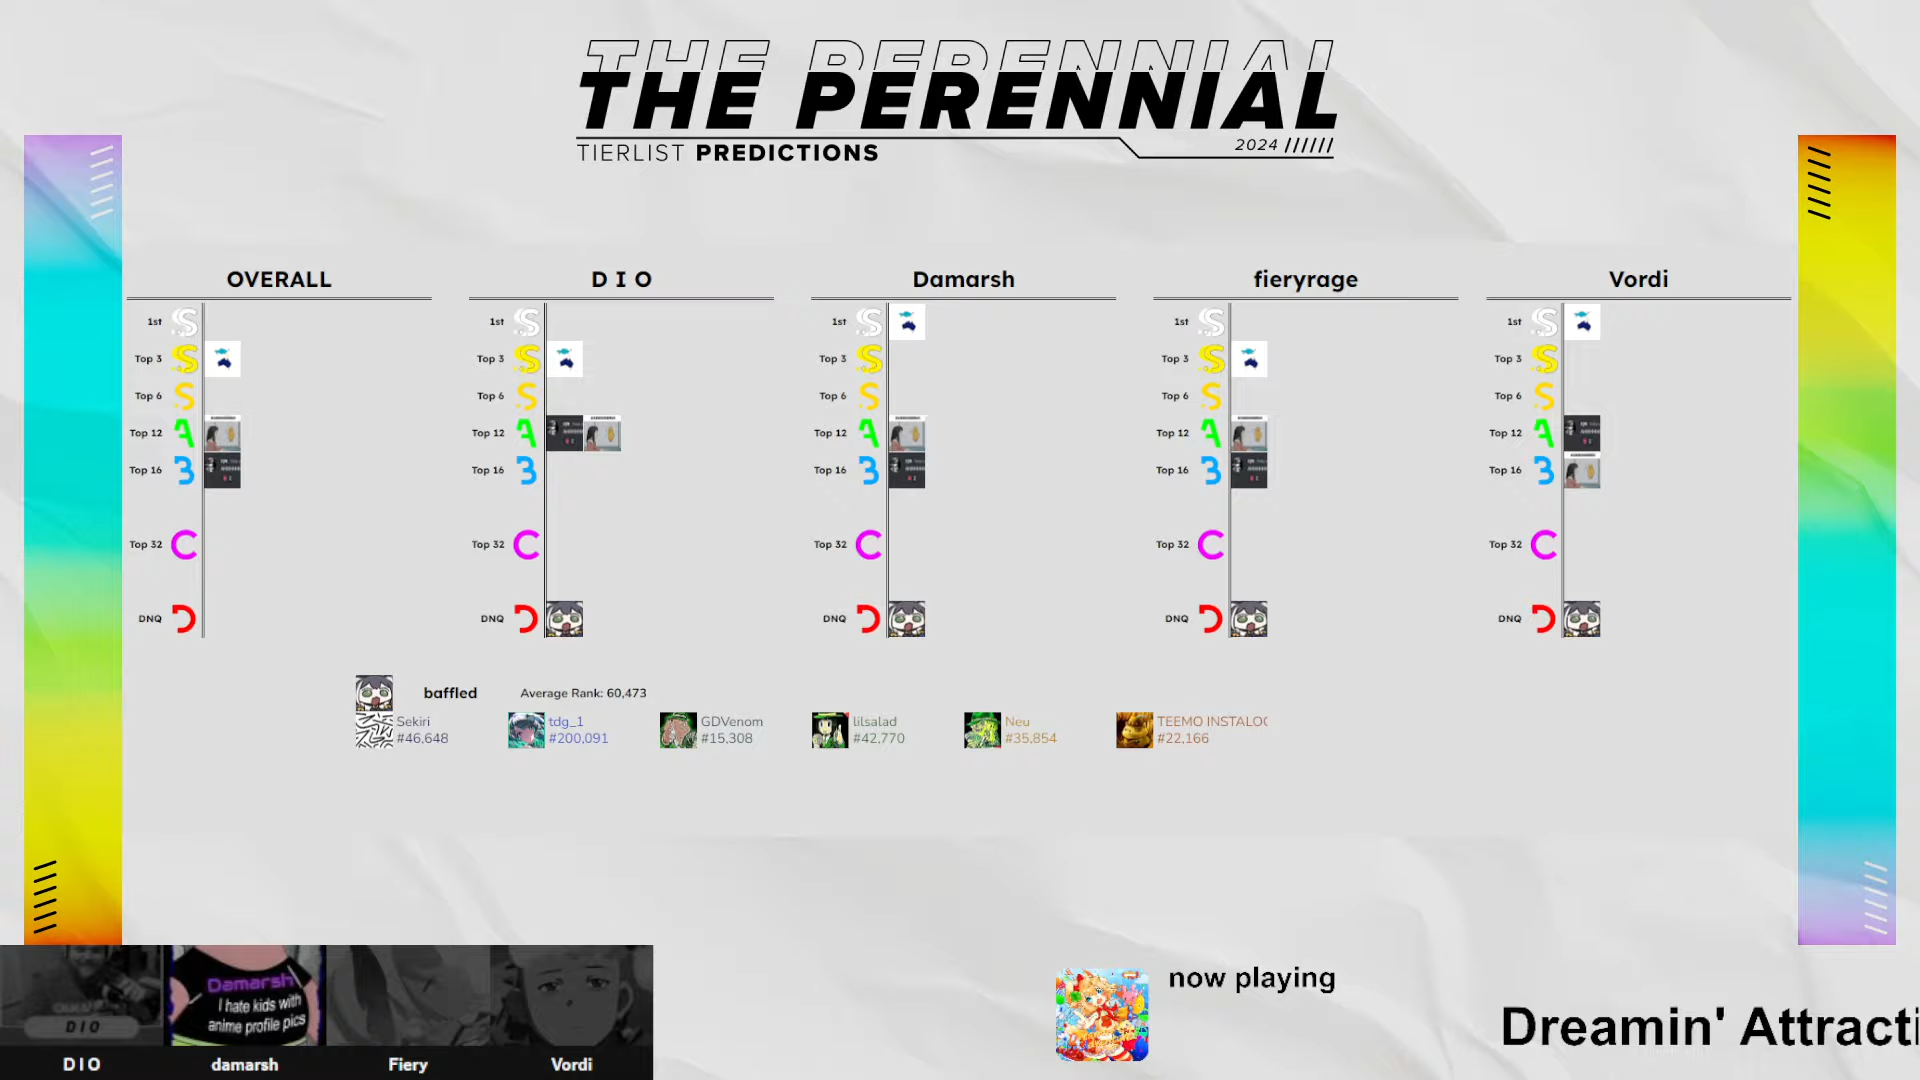 THE PERENNIAL
THE PERENNIAL
TIERLIST PREDICTIONS
2024
OVERALL
1st S
Top 3 S
Top 6 S
Top 12 A
Top 16 B
Top 32 C
DNQ D
D I O
1st S
Top 3 S
Top 6 S
Top 12 A
Top 16 B
Top 32 C
DNQ D
Damarsh
1st S
Top 3 S
Top 6 S
Top 12 A
Top 16 B
Top 32 C
DNQ D
fieryrage
1st S
Top 3 S
Top 6 S
Top 12 A
Top 16 B
Top 32 C
DNQ D
Vordi
1st S
Top 3 S
Top 6 S
Top 12 A
Top 16 B
Top 32 C
DNQ D
baffled Average Rank: 60,473
Sekiri
#46,648
tdg_1
#200,091
GDVenom
#15,308
lilsalad
#42,770
Neu
#35,854
TEEMO INSTALOC
#22,166
DIO
Damarsh
I hate kids with
anime profile pics
D I O
damarsh
Fiery
Vordi
now playing
Dreamin' Attracti